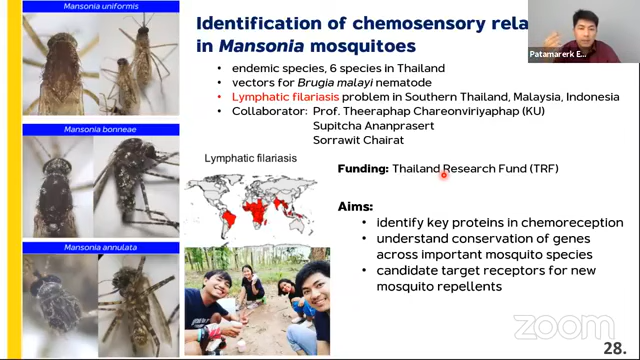 Mansonia uniformis
Mansonia bonneae
Mansonia annulata
Identification of chemosensory rela
in Mansonia mosquitoes
• endemic species, 6 species in Thailand
• vectors for Brugia malayi nematode
• Lymphatic filariasis problem in Southern Thailand, Malaysia, Indonesia
• Collaborator: Prof. Theeraphap Chareonviriyaphap (KU)
Supitcha Ananprasert
Sorrawit Chairat
Lymphatic filariasis
Funding: Thailand Research Fund (TRF)
Aims:
• identify key proteins in chemoreception
• understand conservation of genes
across important mosquito species
• candidate target receptors for new
mosquito repellents
Patamarerk E...
zoom
28.